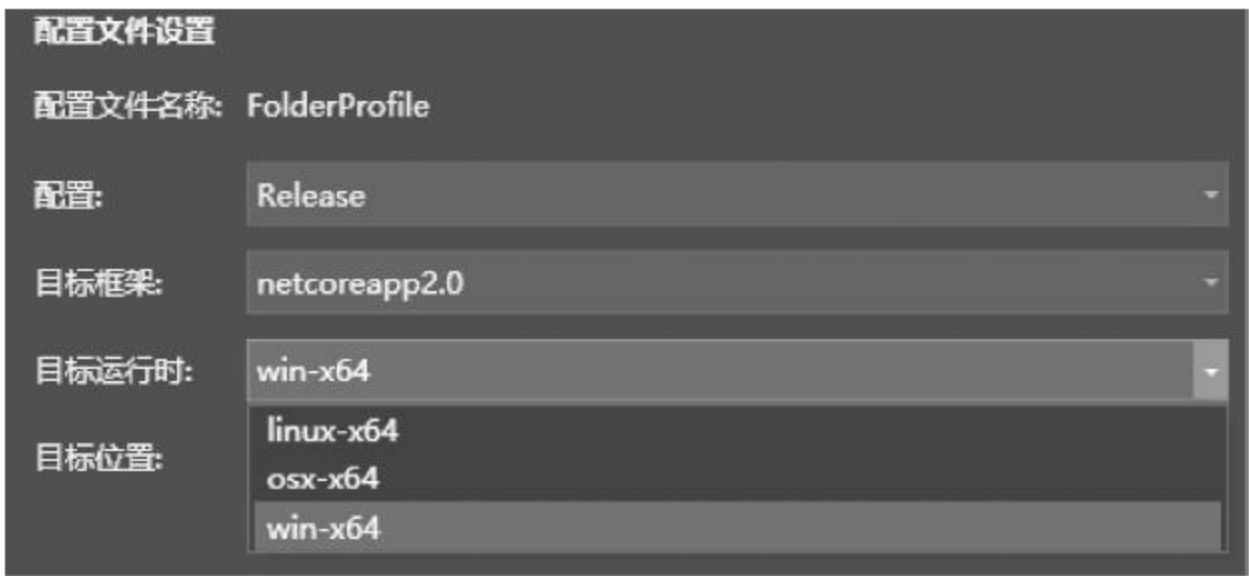 配置文件设置
配置文件名称: FolderProfile
配置: Release
目标框架: netcoreapp2.0
目标运行时: win-x64
linux-x64
目标位置:
osx-x64
win-x64